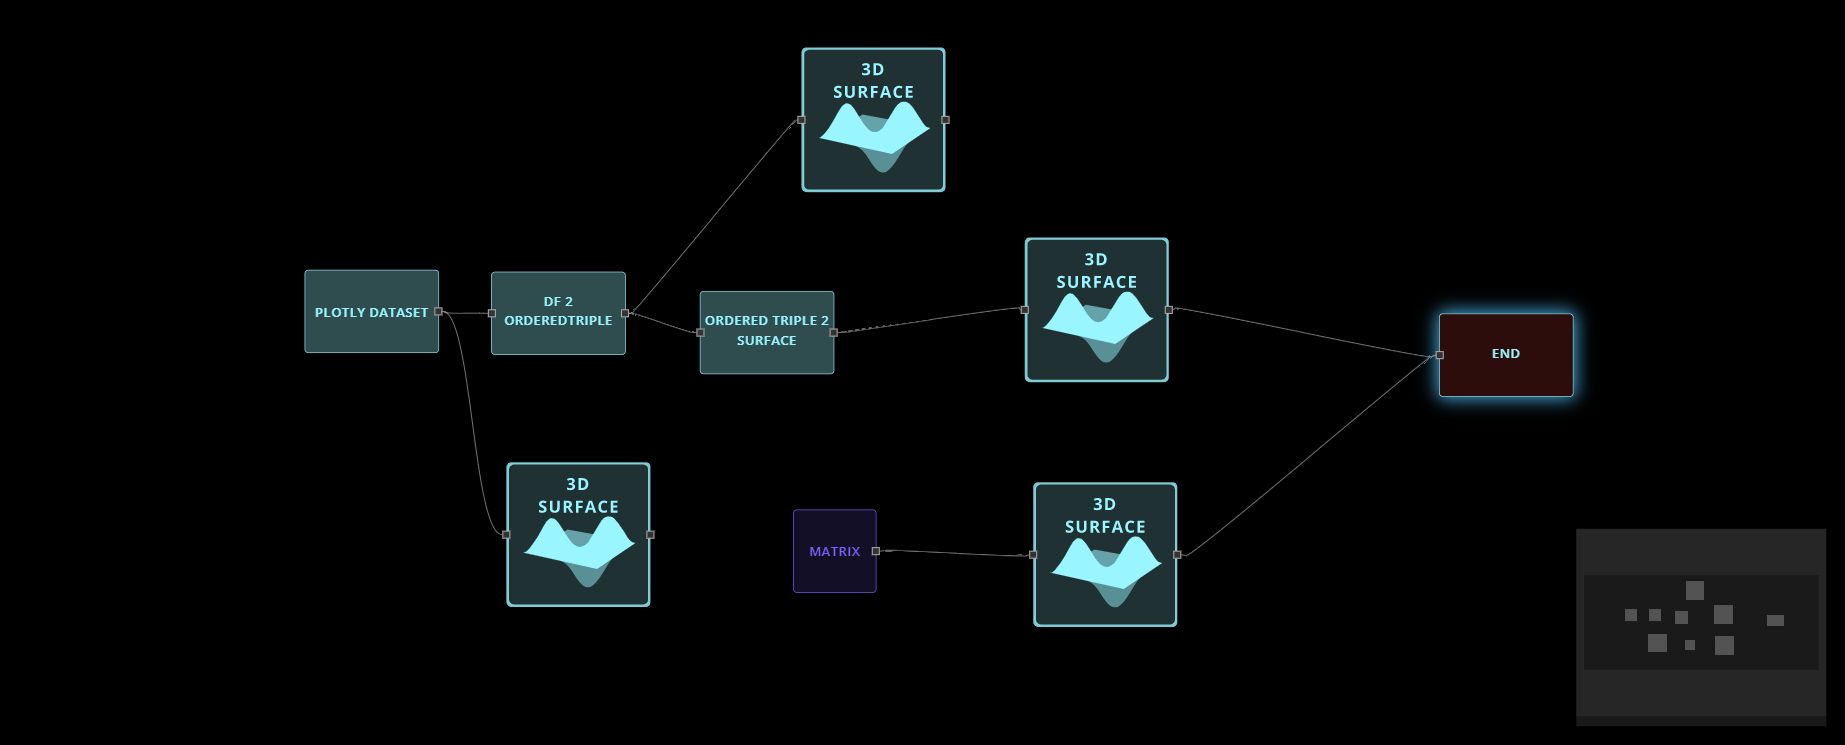 3D
SURFACE
PLOTLY DATASET
DF 2
ORDEREDTRIPLE
ORDERED TRIPLE 2
SURFACE
3D
SURFACE
END
3D
SURFACE
MATRIX
3D
SURFACE